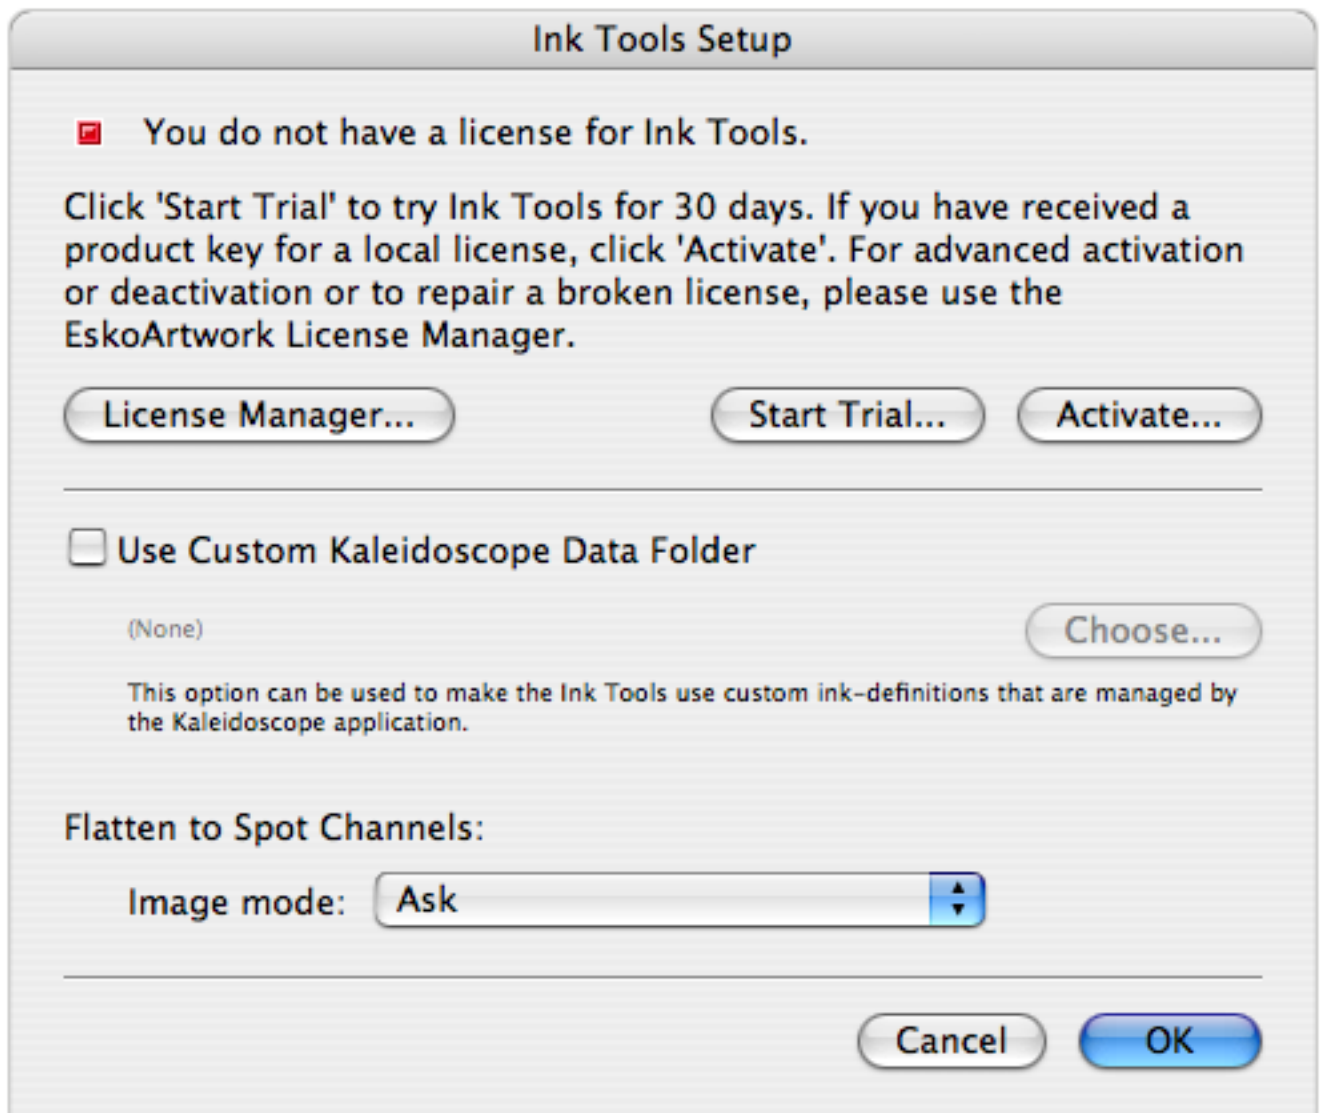 Ink Tools Setup
You do not have a license for Ink Tools.
Click 'Start Trial' to try Ink Tools for 30 days. If you have received a
product key for a local license, click 'Activate'. For advanced activation
or deactivation or to repair a broken license, please use the
EskoArtwork License Manager.
License Manager... Start Trial... Activate...
Use Custom Kaleidoscope Data Folder
(None) Choose...
This option can be used to make the Ink Tools use custom ink-definitions that are managed by
the Kaleidoscope application.
Flatten to Spot Channels:
Image mode: Ask
Cancel OK